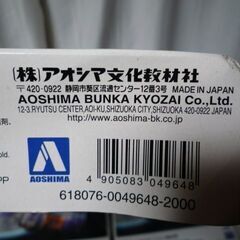 (株)アオシマ文化教材社
〒420-0922 静岡市葵区流通センター12番3号 MADE IN JAPAN
AOSHIMA BUNKA KYOZAI Co.,Ltd.
12-3,RYUTSU CENTER,AOI-KU,SHIZUOKA CITY,SHIZUOKA 420-0922 JAPAN
http://www.aoshima-bk.co.jp
AOSHIMA
4 905083 049648
618076-0049648-2000